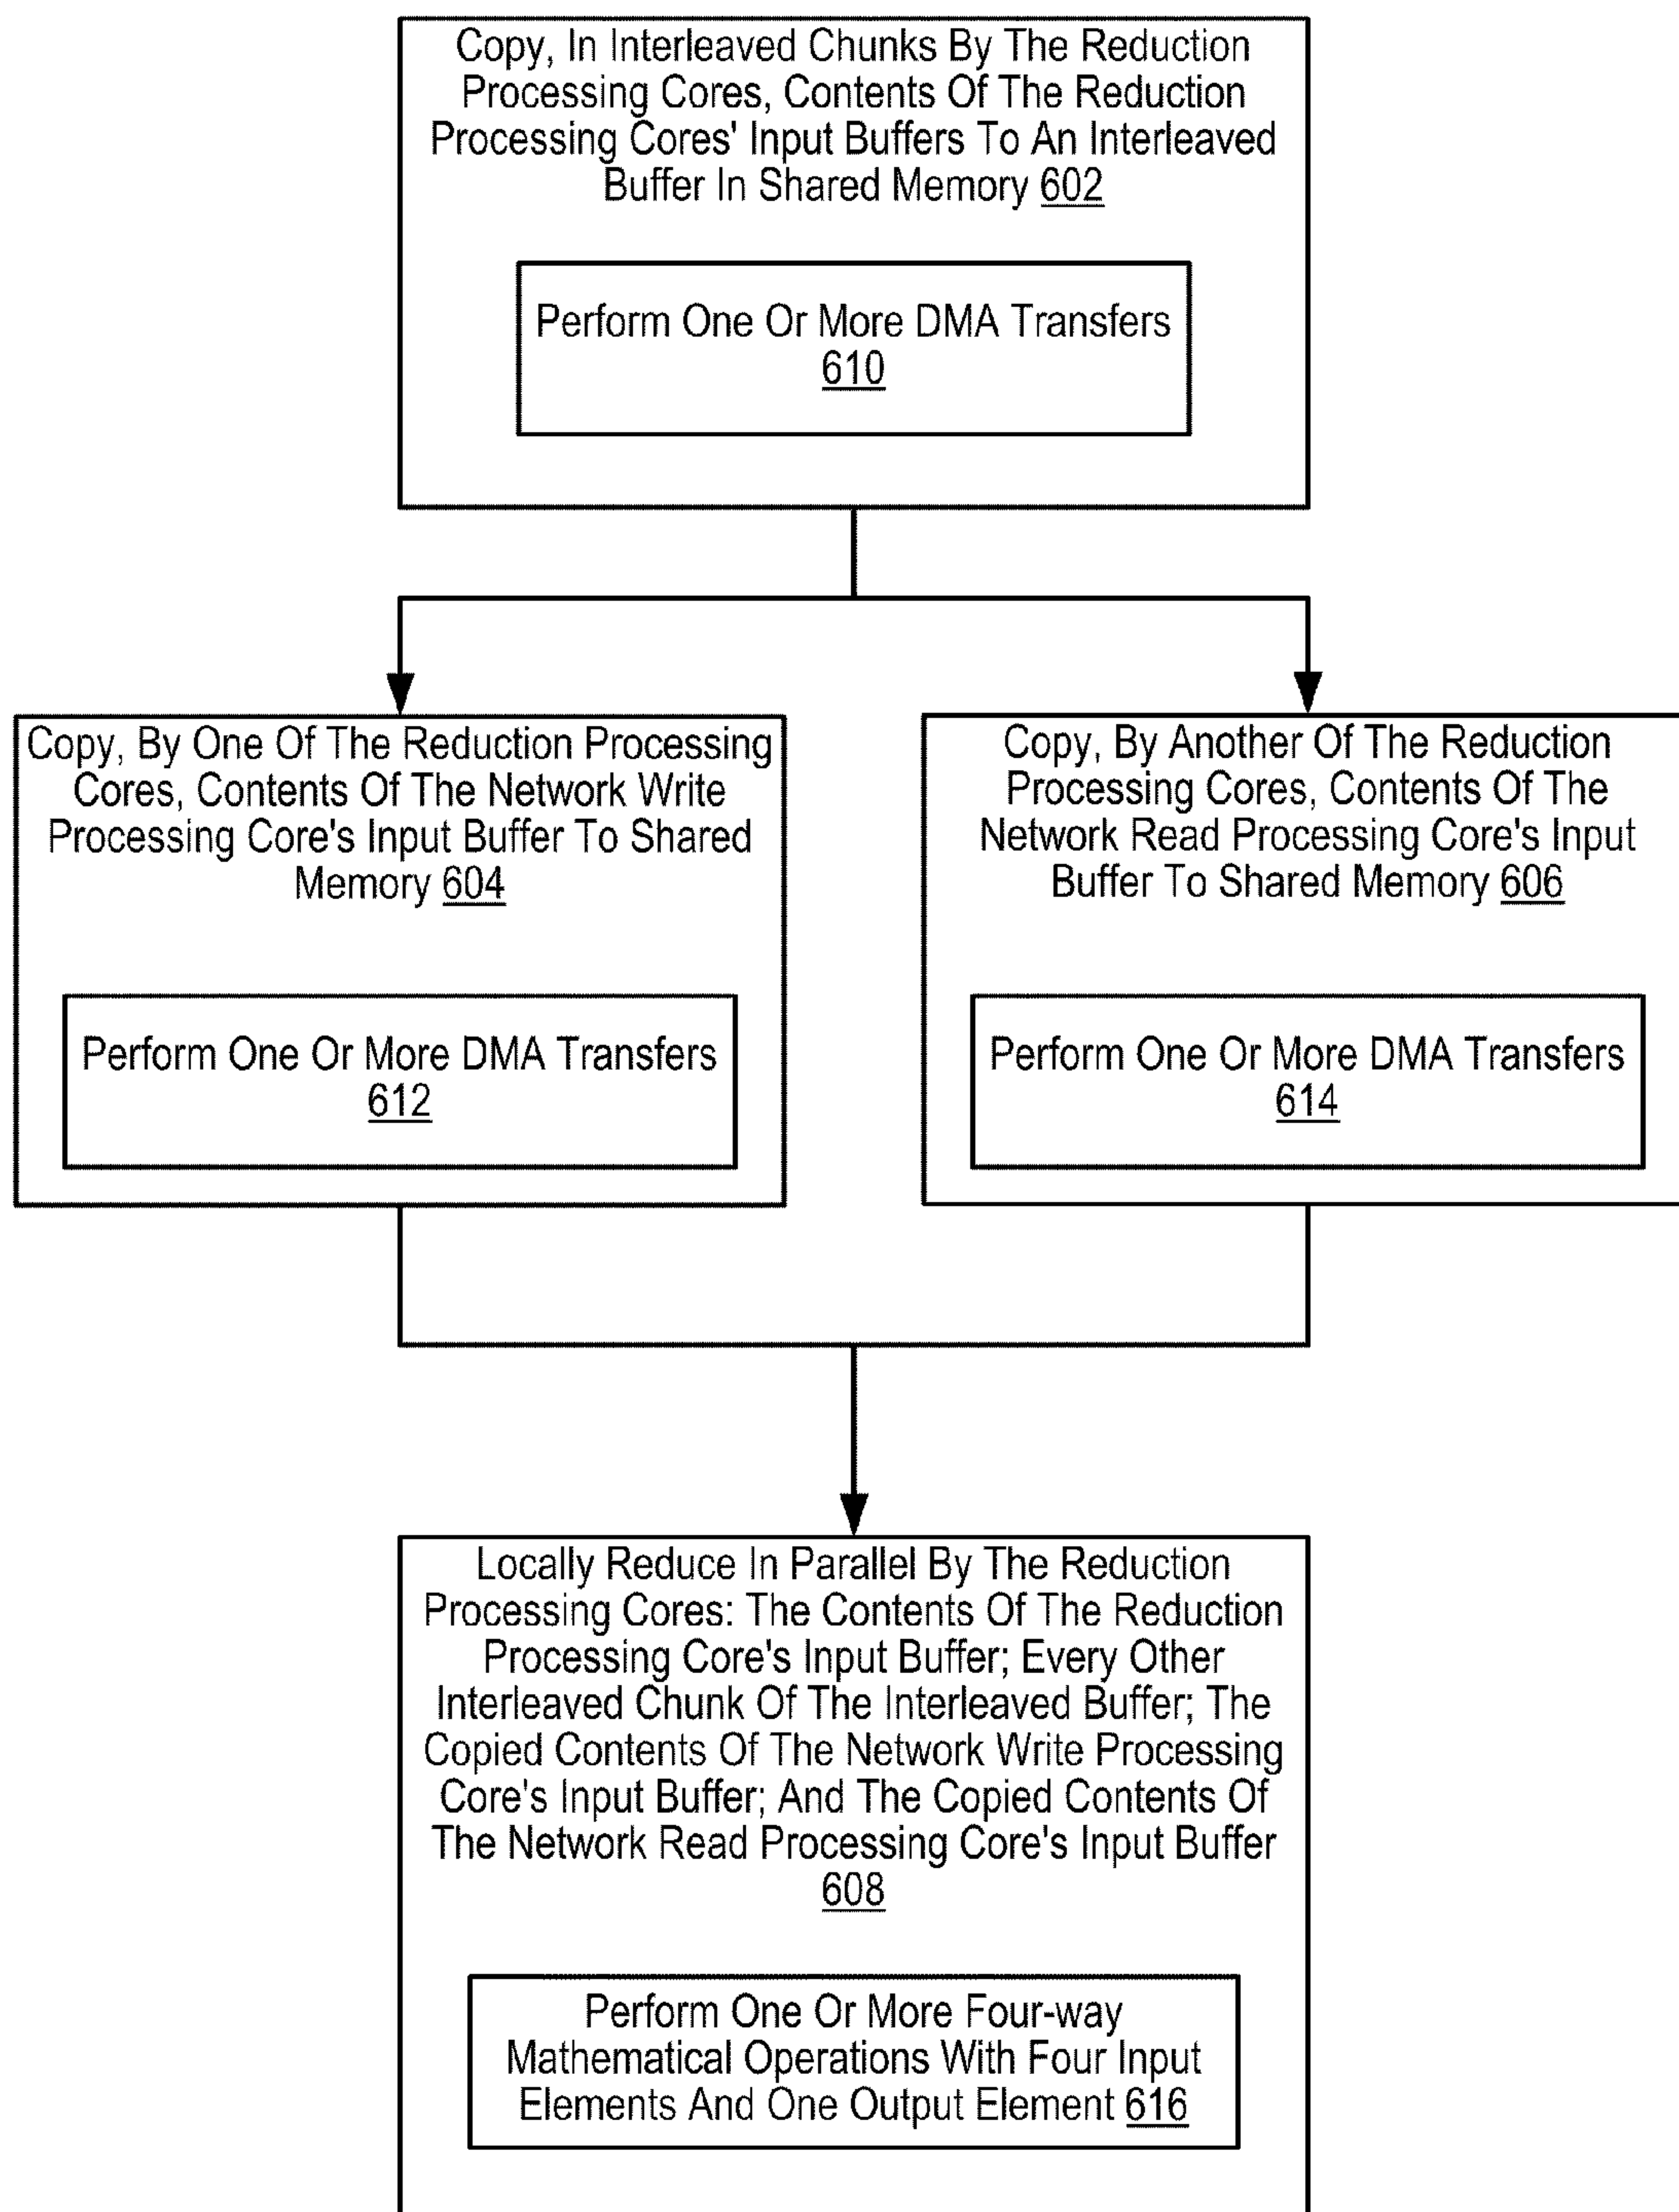 Copy, In Interleaved Chunks By The Reduction
Processing Cores, Contents Of The Reduction
Processing Cores' Input Buffers To An Interleaved
Buffer In Shared Memory 602
Perform One Or More DMA Transfers
610
Copy, By One Of The Reduction Processing
Cores, Contents Of The Network Write
Processing Core's Input Buffer To Shared
Memory 604
Perform One Or More DMA Transfers
612
Copy, By Another Of The Reduction
Processing Cores, Contents Of The
Network Read Processing Core's Input
Buffer To Shared Memory 606
Perform One Or More DMA Transfers
614
Locally Reduce In Parallel By The Reduction
Processing Cores: The Contents Of The Reduction
Processing Core's Input Buffer; Every Other
Interleaved Chunk Of The Interleaved Buffer; The
Copied Contents Of The Network Write Processing
Core's Input Buffer; And The Copied Contents Of
The Network Read Processing Core's Input Buffer
608
Perform One Or More Four-way
Mathematical Operations With Four Input
Elements And One Output Element 616